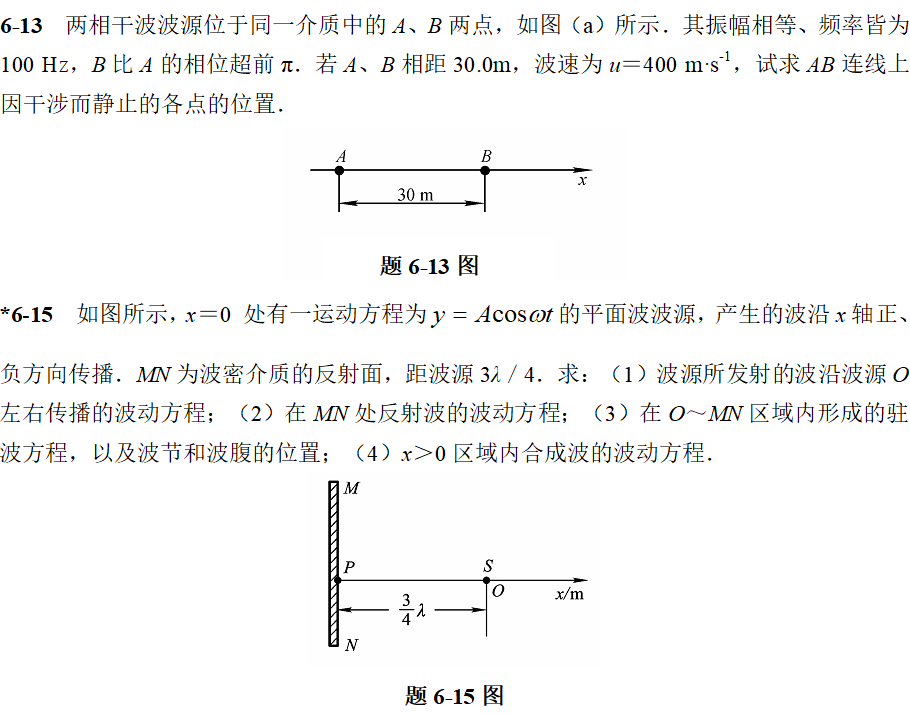 6-13 两相干波波源位于同一介质中的 A、B 两点，如图（a）所示．其振幅相等、频率皆为
100 Hz，B 比 A 的相位超前 π．若 A、B 相距 30.0m，波速为 u＝400 m·s⁻¹，试求 AB 连线上
因干涉而静止的各点的位置．
A B
x
30 m
题 6-13 图
*6-15 如图所示，x＝0 处有一运动方程为 y = Acosωt 的平面波波源，产生的波沿 x 轴正、
负方向传播．MN 为波密介质的反射面，距波源 3λ／4．求：（1）波源所发射的波沿波源 O
左右传播的波动方程；（2）在 MN 处反射波的波动方程；（3）在 O～MN 区域内形成的驻
波方程，以及波节和波腹的位置；（4）x＞0 区域内合成波的波动方程．
M
P S
O x/m
3/4 λ
N
题 6-15 图